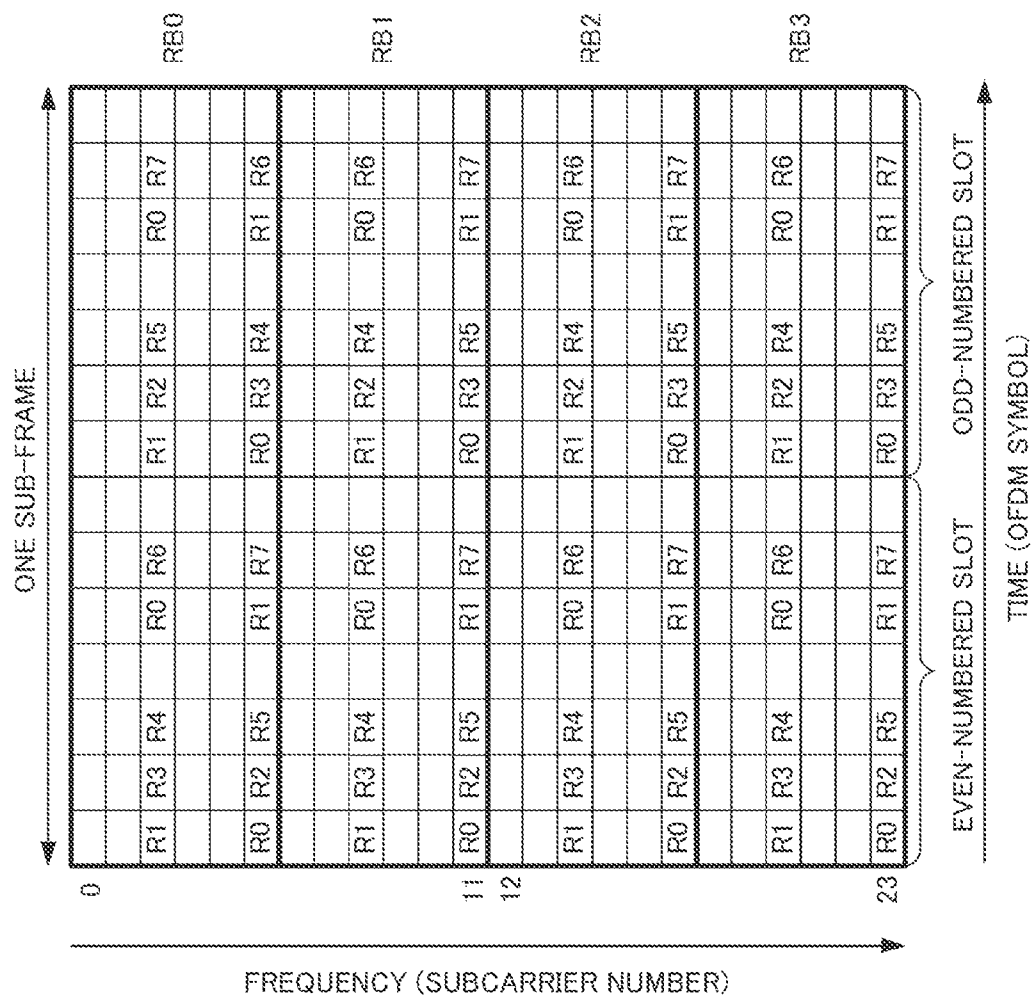 ONE SUB-FRAME
0
RB0
R1 R3 R4 R0 R6 R1 R2 R5 R0 R7
R0 R2 R5 R1 R7 R0 R3 R4 R1 R6
RB1
R1 R3 R4 R0 R6 R1 R2 R4 R0 R6
11
R0 R2 R5 R1 R7 R0 R3 R5 R1 R7
12
RB2
R1 R3 R4 R0 R6 R1 R2 R4 R0 R6
R0 R2 R5 R1 R7 R0 R3 R5 R1 R7
RB3
R1 R3 R4 R0 R6 R1 R2 R4 R0 R6
23
R0 R2 R5 R1 R7 R0 R3 R5 R1 R7
EVEN-NUMBERED SLOT
ODD-NUMBERED SLOT
TIME (OFDM SYMBOL)
FREQUENCY (SUBCARRIER NUMBER)